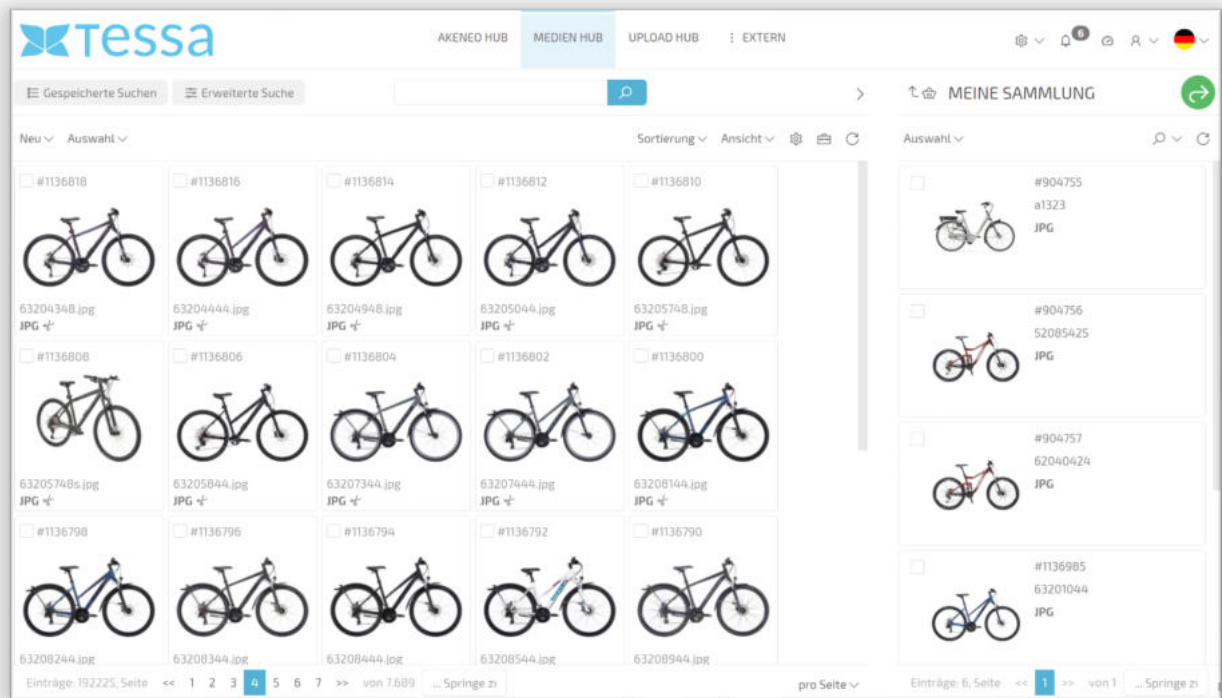 Tessa
AKENEO HUB
MEDIEN HUB
UPLOAD HUB
EXTERN
6
Gespeicherte Suchen
Erweiterte Suche
MEINE SAMMLUNG
Neu
Auswahl
Sortierung
Ansicht
Auswahl
#1136818
#1136816
#1136814
#1136812
#1136810
63204348.jpg
63204444.jpg
63204948.jpg
63205044.jpg
63205748.jpg
JPG
JPG
JPG
JPG
JPG
#1136808
#1136806
#1136804
#1136802
#1136800
63205748s.jpg
63205844.jpg
63207344.jpg
63207444.jpg
63208144.jpg
JPG
JPG
JPG
JPG
JPG
#1136798
#1136796
#1136794
#1136792
#1136790
63208244.jpg
63208344.jpg
63208444.jpg
63208544.jpg
63208944.jpg
Einträge: 192225, Seite << 1 2 3 4 5 6 7 >> von 7.689 ... Springe z
pro Seite
#904755
a1323
JPG
#904756
52085425
JPG
#904757
62040424
JPG
#1136985
63201044
JPG
Einträge: 6, Seite << 1 >> von 1 ... Springe z